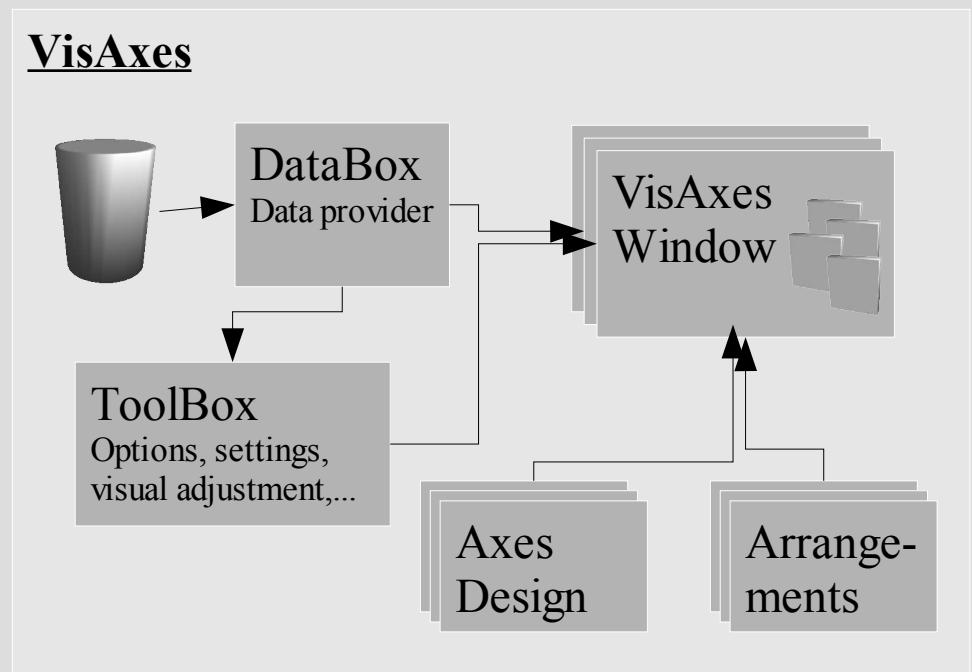 VisAxes
DataBox
Data provider
VisAxes
Window
ToolBox
Options, settings,
visual adjustment,...
Axes
Design
Arrange-
ments